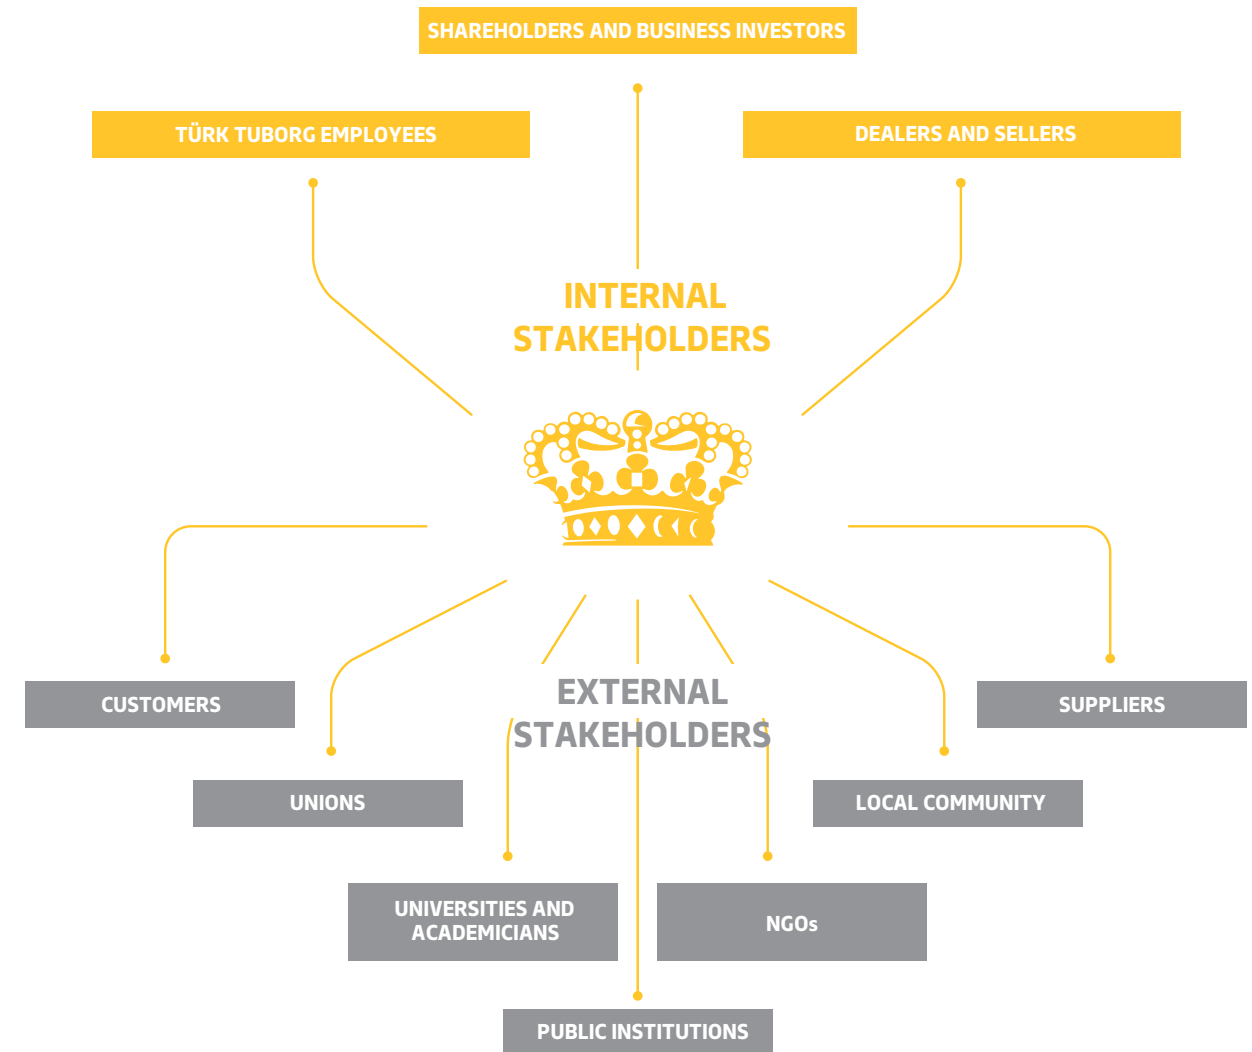 SHAREHOLDERS AND BUSINESS INVESTORS
TÜRK TUBORG EMPLOYEES
DEALERS AND SELLERS
INTERNAL
STAKEHOLDERS
EXTERNAL
STAKEHOLDERS
CUSTOMERS
SUPPLIERS
UNIONS
LOCAL COMMUNITY
UNIVERSITIES AND
ACADEMICIANS
NGOs
PUBLIC INSTITUTIONS